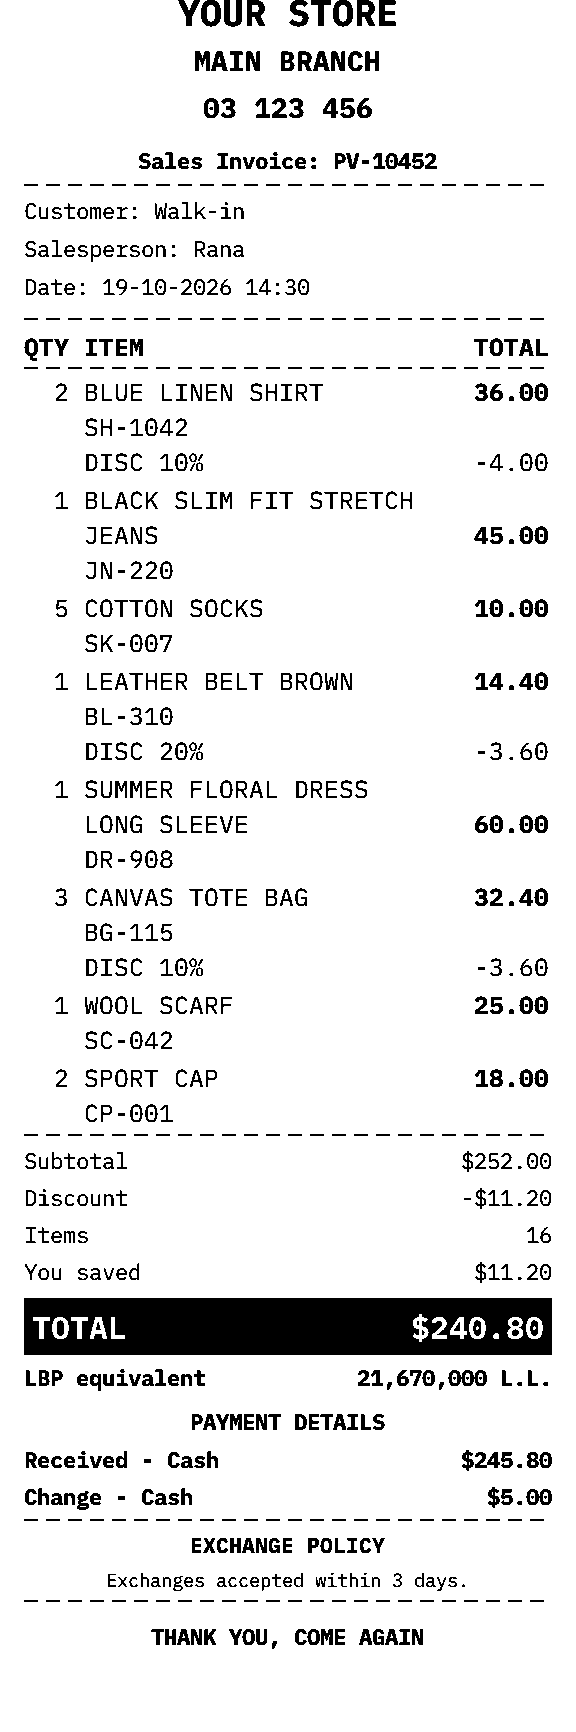 YOUR STORE
MAIN BRANCH
03 123 456
Sales Invoice: PV-10452
Customer: Walk-in
Salesperson: Rana
Date: 19-10-2026 14:30
QTY ITEM TOTAL
2 BLUE LINEN SHIRT 36.00
SH-1042
DISC 10% -4.00
1 BLACK SLIM FIT STRETCH
JEANS 45.00
JN-220
5 COTTON SOCKS 10.00
SK-007
1 LEATHER BELT BROWN 14.40
BL-310
DISC 20% -3.60
1 SUMMER FLORAL DRESS
LONG SLEEVE 60.00
DR-908
3 CANVAS TOTE BAG 32.40
BG-115
DISC 10% -3.60
1 WOOL SCARF 25.00
SC-042
2 SPORT CAP 18.00
CP-001
Subtotal $252.00
Discount -$11.20
Items 16
You saved $11.20
TOTAL $240.80
LBP equivalent 21,670,000 L.L.
PAYMENT DETAILS
Received - Cash $245.80
Change - Cash $5.00
EXCHANGE POLICY
Exchanges accepted within 3 days.
THANK YOU, COME AGAIN